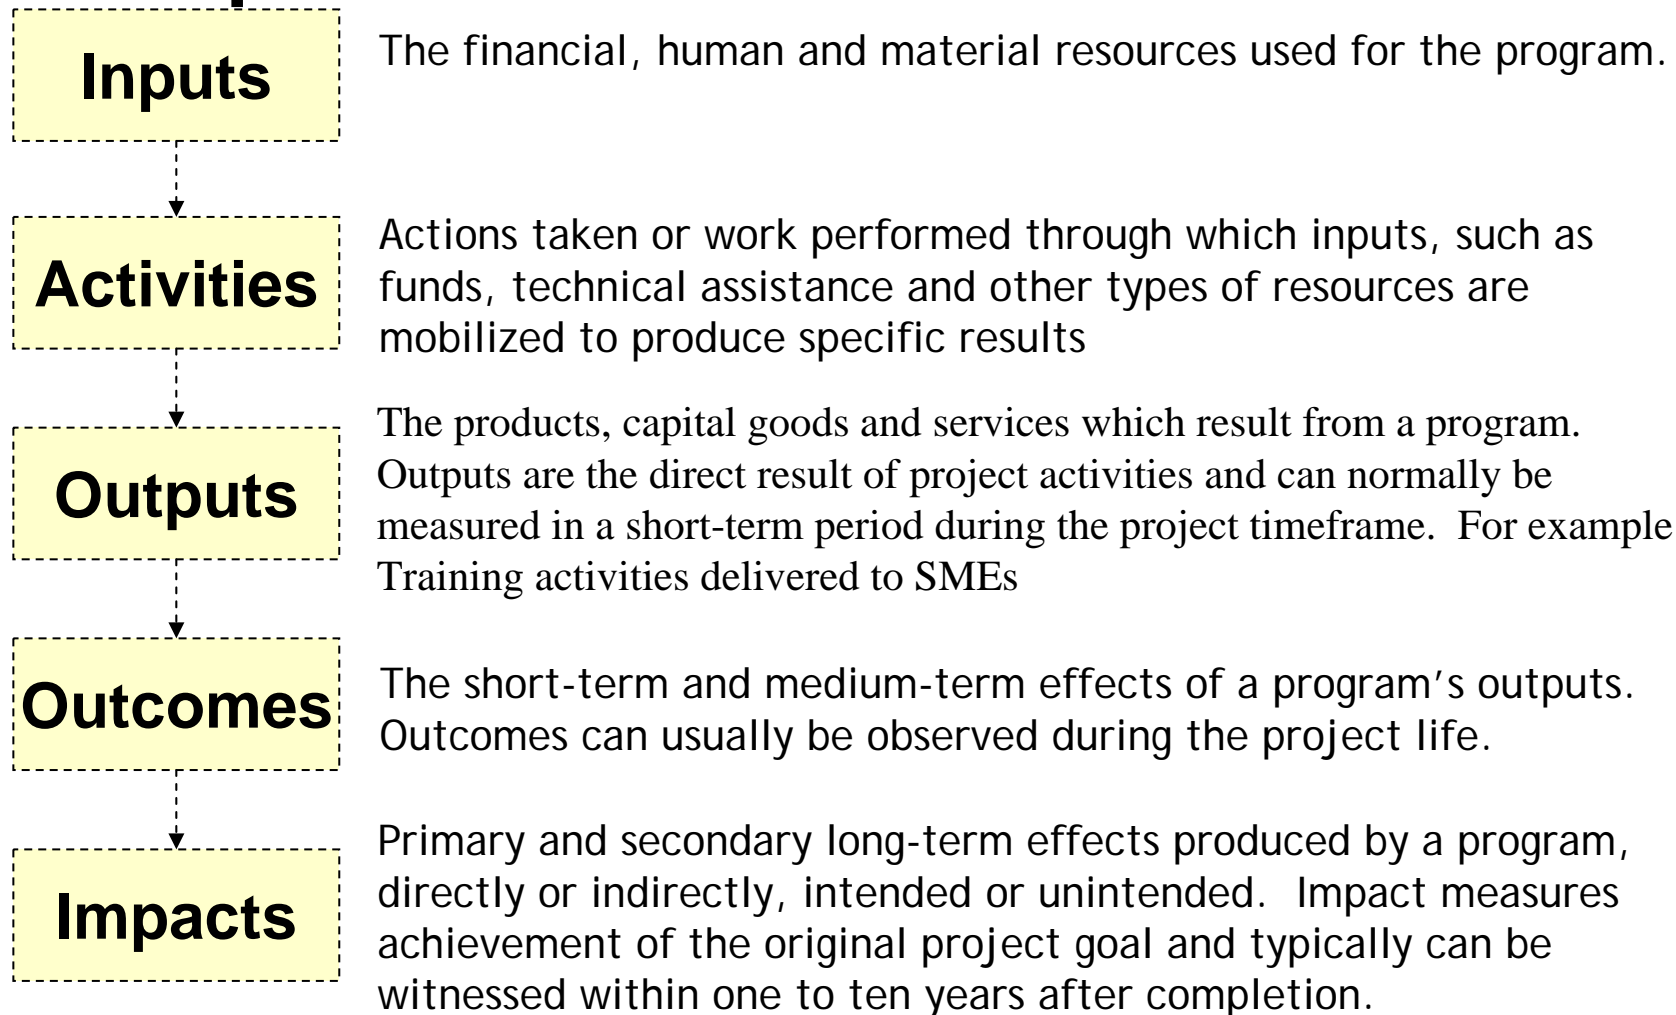 Inputs
The financial, human and material resources used for the program.
Activities
Actions taken or work performed through which inputs, such as
funds, technical assistance and other types of resources are
mobilized to produce specific results
Outputs
The products, capital goods and services which result from a program.
Outputs are the direct result of project activities and can normally be
measured in a short-term period during the project timeframe.  For example
Training activities delivered to SMEs
Outcomes
The short-term and medium-term effects of a program’s outputs.
Outcomes can usually be observed during the project life.
Impacts
Primary and secondary long-term effects produced by a program,
directly or indirectly, intended or unintended.  Impact measures
achievement of the original project goal and typically can be
witnessed within one to ten years after completion.